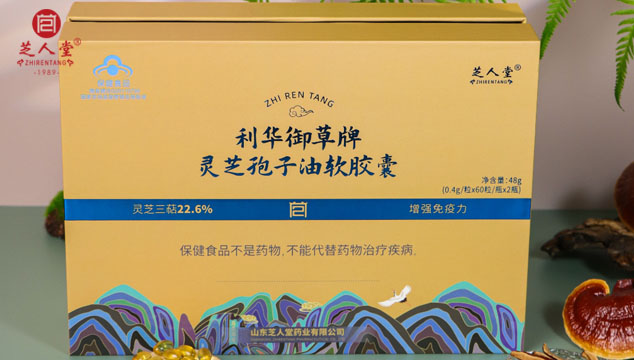 芝人堂®
ZHIRENTANG
·1989·
保健食品
芝人堂®
ZHIRENTANG
ZHI REN TANG
利华御草牌
灵芝孢子油软胶囊
净含量:48g
(0.4g/粒x60粒/瓶x2瓶)
灵芝三萜22.6%
增强免疫力
保健食品不是药物,不能代替药物治疗疾病。
山东芝人堂药业有限公司